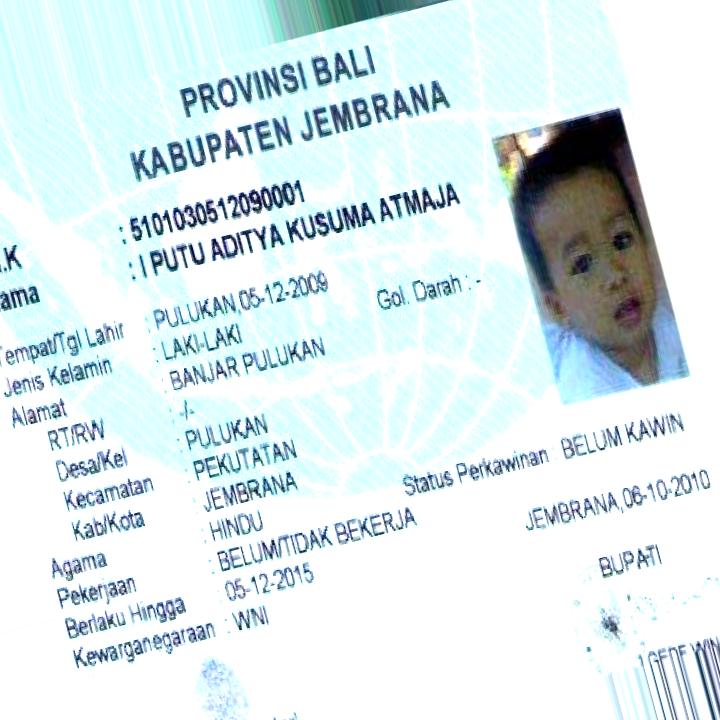 PROVINSI BALI
KABUPATEN JEMBRANA
.K : 5101030512090001
ama : I PUTU ADITYA KUSUMA ATMAJA
Tempat/Tgl Lahir : PULUKAN,05-12-2009
Jenis Kelamin : LAKI-LAKI Gol. Darah : -
Alamat : BANJAR PULUKAN
RT/RW : -/-
Desa/Kel : PULUKAN
Kecamatan : PEKUTATAN
Kab/Kota : JEMBRANA
Agama : HINDU Status Perkawinan : BELUM KAWIN
Pekerjaan : BELUM/TIDAK BEKERJA
Berlaku Hingga : 05-12-2015 JEMBRANA,06-10-2010
Kewarganegaraan : WNI BUPATI
I GEDE WIN